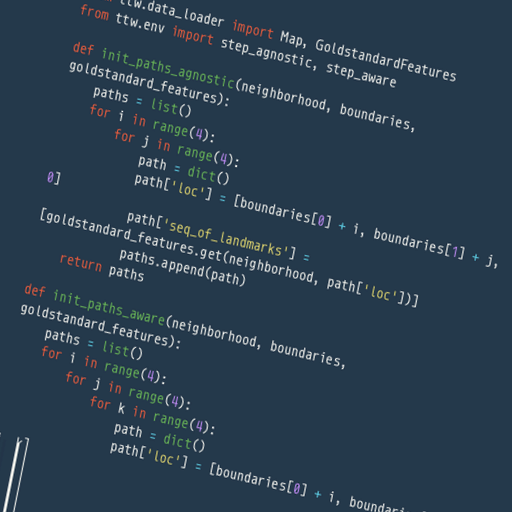 ttw.data_loader import Map, GoldstandardFeatures
from ttw.env import step_agnostic, step_aware
def init_paths_agnostic(neighborhood, boundaries,
goldstandard_features):
paths = list()
for i in range(4):
for j in range(4):
path = dict()
path['loc'] = [boundaries[0] + i, boundaries[1] + j,
0]
path['seq_of_landmarks'] =
[goldstandard_features.get(neighborhood, path['loc'])]
paths.append(path)
return paths
def init_paths_aware(neighborhood, boundaries,
goldstandard_features):
paths = list()
for i in range(4):
for j in range(4):
for k in range(4):
path = dict()
path['loc'] = [boundaries[0] + i,